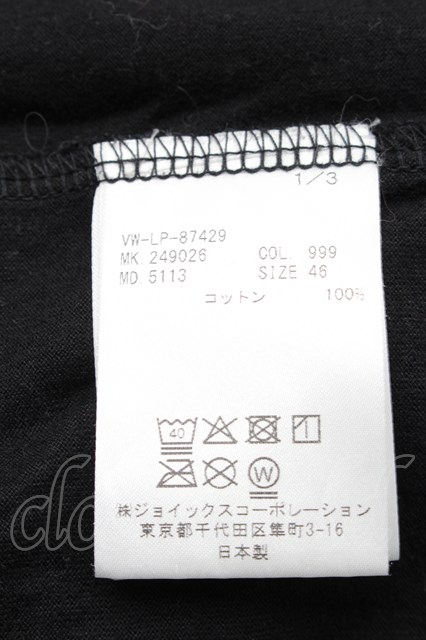 1/3
VW-LP-87429
MK. 249026 COL. 999
MD. 5113 SIZE 46
コットン 100%
40
W
㈱ジョイックスコーポレーション
東京都千代田区隼町3-16
日本製